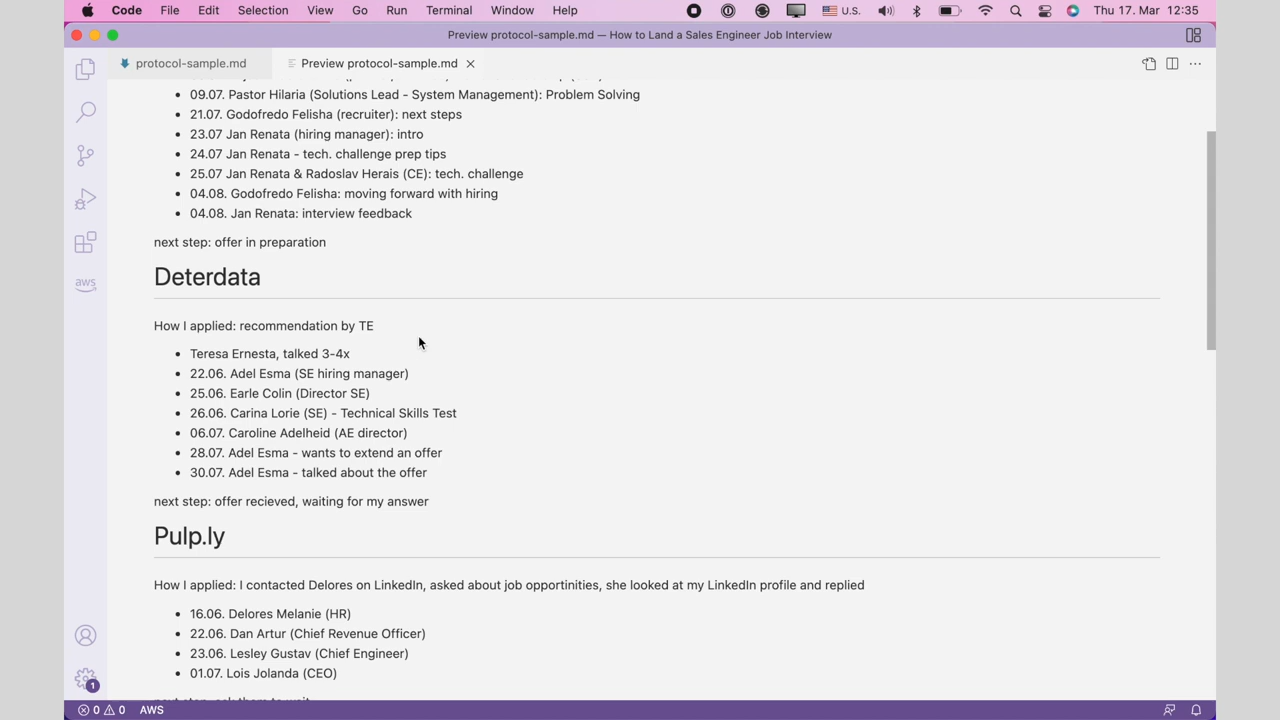 Code File Edit Selection View Go Run Terminal Window Help U.S. Thu 17. Mar 12:35
Preview protocol-sample.md — How to Land a Sales Engineer Job Interview
protocol-sample.md Preview protocol-sample.md
09.07. Pastor Hilaria (Solutions Lead - System Management): Problem Solving
21.07. Godofredo Felisha (recruiter): next steps
23.07 Jan Renata (hiring manager): intro
24.07 Jan Renata - tech. challenge prep tips
25.07 Jan Renata & Radoslav Herais (CE): tech. challenge
04.08. Godofredo Felisha: moving forward with hiring
04.08. Jan Renata: interview feedback
next step: offer in preparation
Deterdata
How I applied: recommendation by TE
Teresa Ernesta, talked 3-4x
22.06. Adel Esma (SE hiring manager)
25.06. Earle Colin (Director SE)
26.06. Carina Lorie (SE) - Technical Skills Test
06.07. Caroline Adelheid (AE director)
28.07. Adel Esma - wants to extend an offer
30.07. Adel Esma - talked about the offer
next step: offer recieved, waiting for my answer
Pulp.ly
How I applied: I contacted Delores on LinkedIn, asked about job opportinities, she looked at my LinkedIn profile and replied
16.06. Delores Melanie (HR)
22.06. Dan Artur (Chief Revenue Officer)
23.06. Lesley Gustav (Chief Engineer)
01.07. Lois Jolanda (CEO)
next step: ask them to wait
aws
1
0 0 AWS